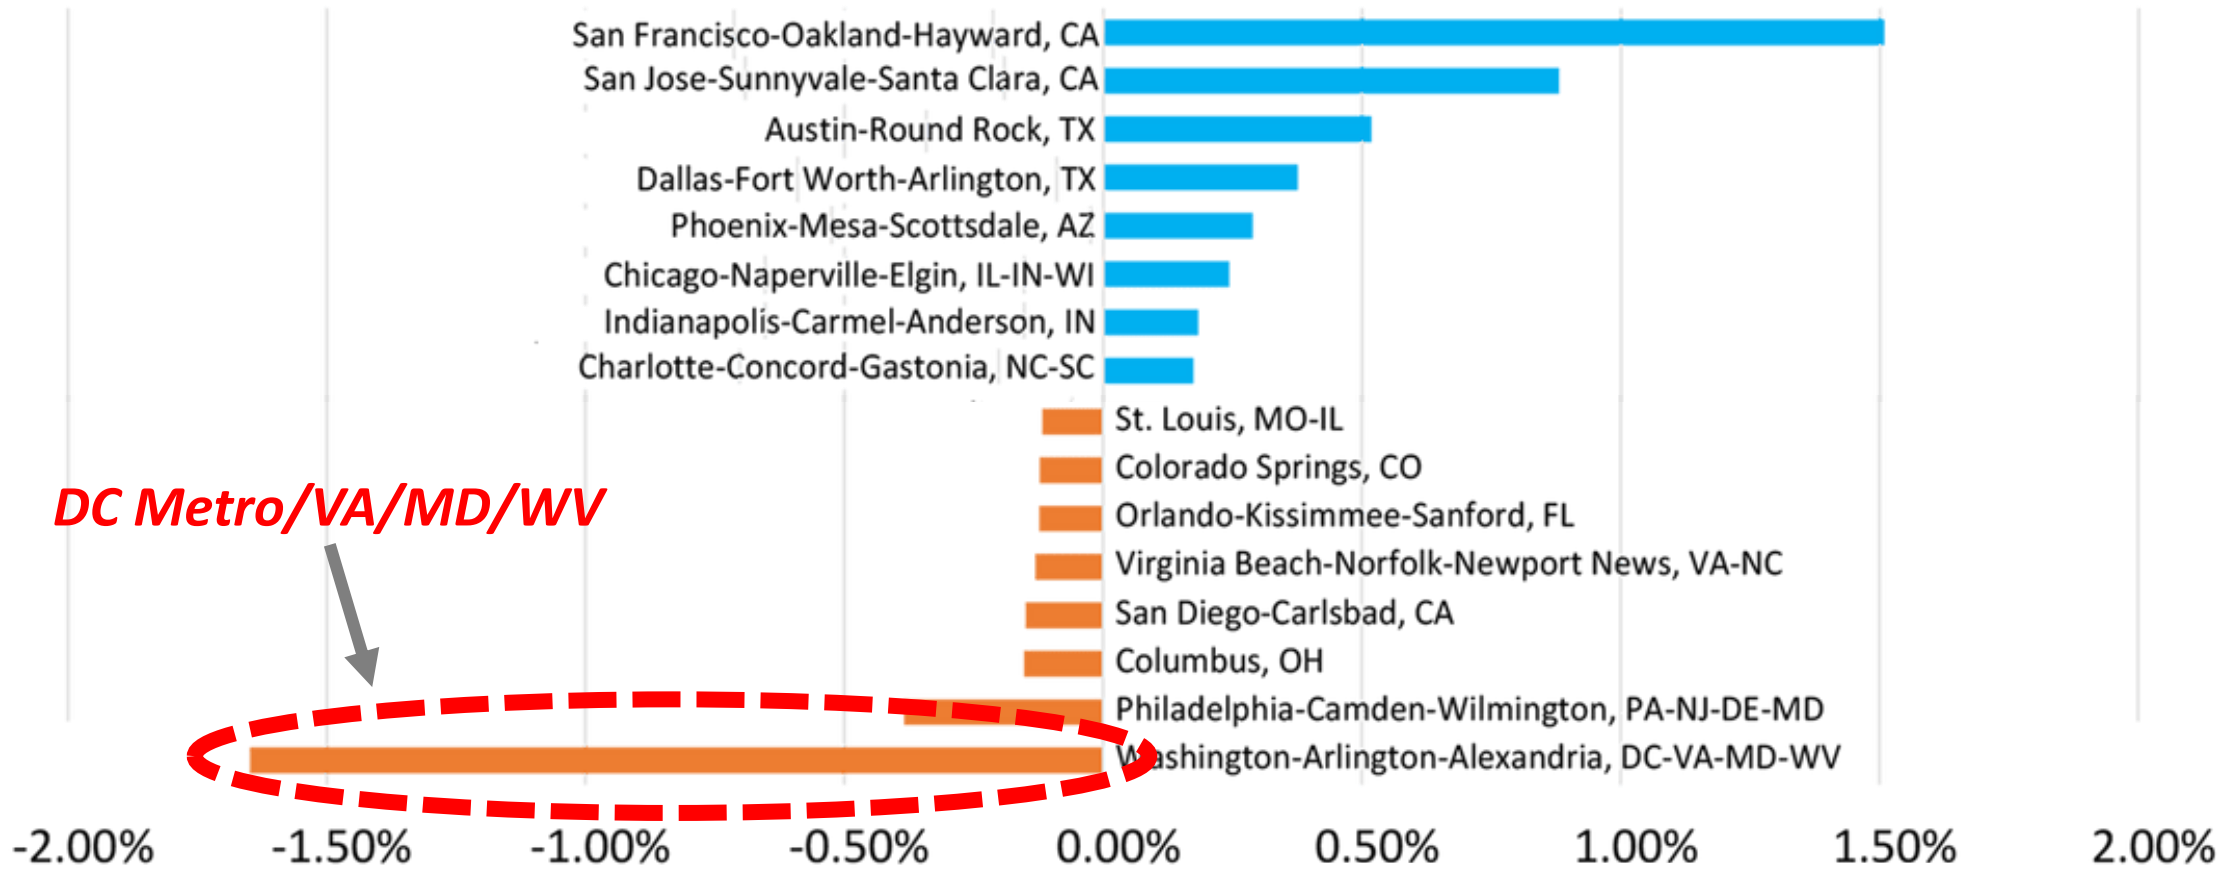 San Francisco-Oakland-Hayward, CA
San Jose-Sunnyvale-Santa Clara, CA
Austin-Round Rock, TX
Dallas-Fort Worth-Arlington, TX
Phoenix-Mesa-Scottsdale, AZ
Chicago-Naperville-Elgin, IL-IN-WI
Indianapolis-Carmel-Anderson, IN
Charlotte-Concord-Gastonia, NC-SC
St. Louis, MO-IL
Colorado Springs, CO
DC Metro/VA/MD/WV
Orlando-Kissimmee-Sanford, FL
Virginia Beach-Norfolk-Newport News, VA-NC
San Diego-Carlsbad, CA
Columbus, OH
Philadelphia-Camden-Wilmington, PA-NJ-DE-MD
Washington-Arlington-Alexandria, DC-VA-MD-WV
-2.00% -1.50% -1.00% -0.50% 0.00% 0.50% 1.00% 1.50% 2.00%